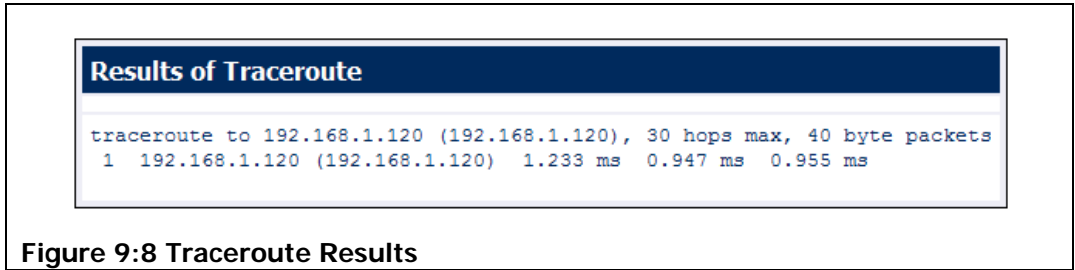 Results of Traceroute
traceroute to 192.168.1.120 (192.168.1.120), 30 hops max, 40 byte packets
1 192.168.1.120 (192.168.1.120) 1.233 ms 0.947 ms 0.955 ms
Figure 9:8 Traceroute Results